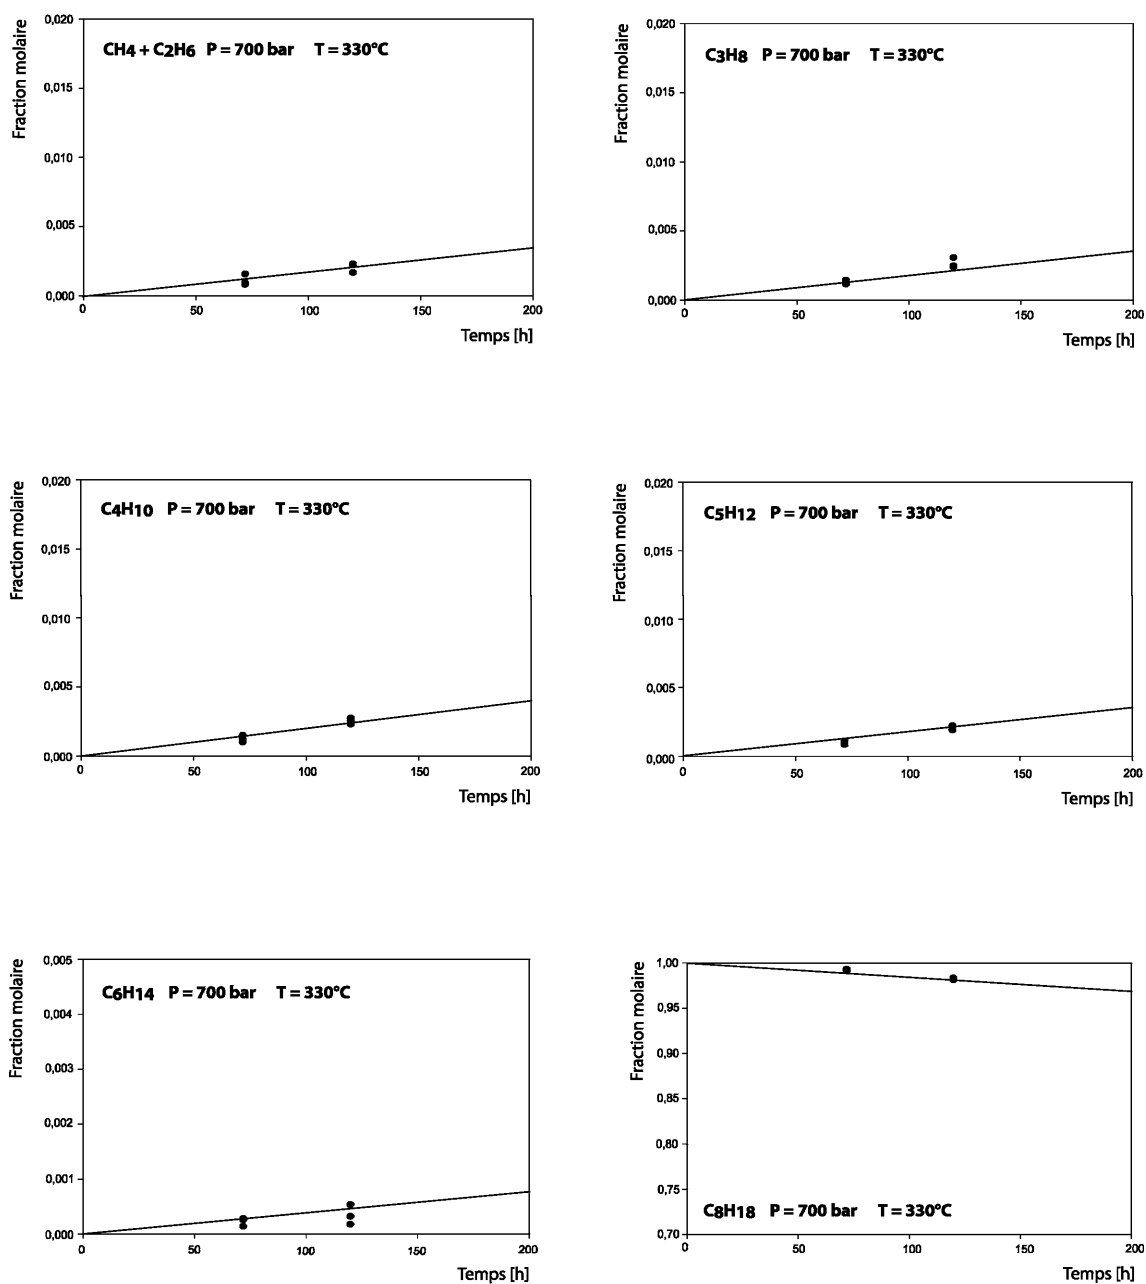 Fraction molaire
CH4 + C2H6 P = 700 bar T = 330°C
0,020
0,015
0,010
0,005
0,000
0 50 100 150 200
Temps [h]
Fraction molaire
C3H8 P = 700 bar T = 330°C
0,020
0,015
0,010
0,005
0,000
0 50 100 150 200
Temps [h]
Fraction molaire
C4H10 P = 700 bar T = 330°C
0,020
0,015
0,010
0,005
0,000
0 50 100 150 200
Temps [h]
Fraction molaire
C5H12 P = 700 bar T = 330°C
0,020
0,015
0,010
0,005
0,000
0 50 100 150 200
Temps [h]
Fraction molaire
C6H14 P = 700 bar T = 330°C
0,005
0,004
0,003
0,002
0,001
0,000
0 50 100 150 200
Temps [h]
Fraction molaire
1,00
0,95
0,90
0,85
0,80
0,75
0,70
C8H18 P = 700 bar T = 330°C
0 50 100 150 200
Temps [h]